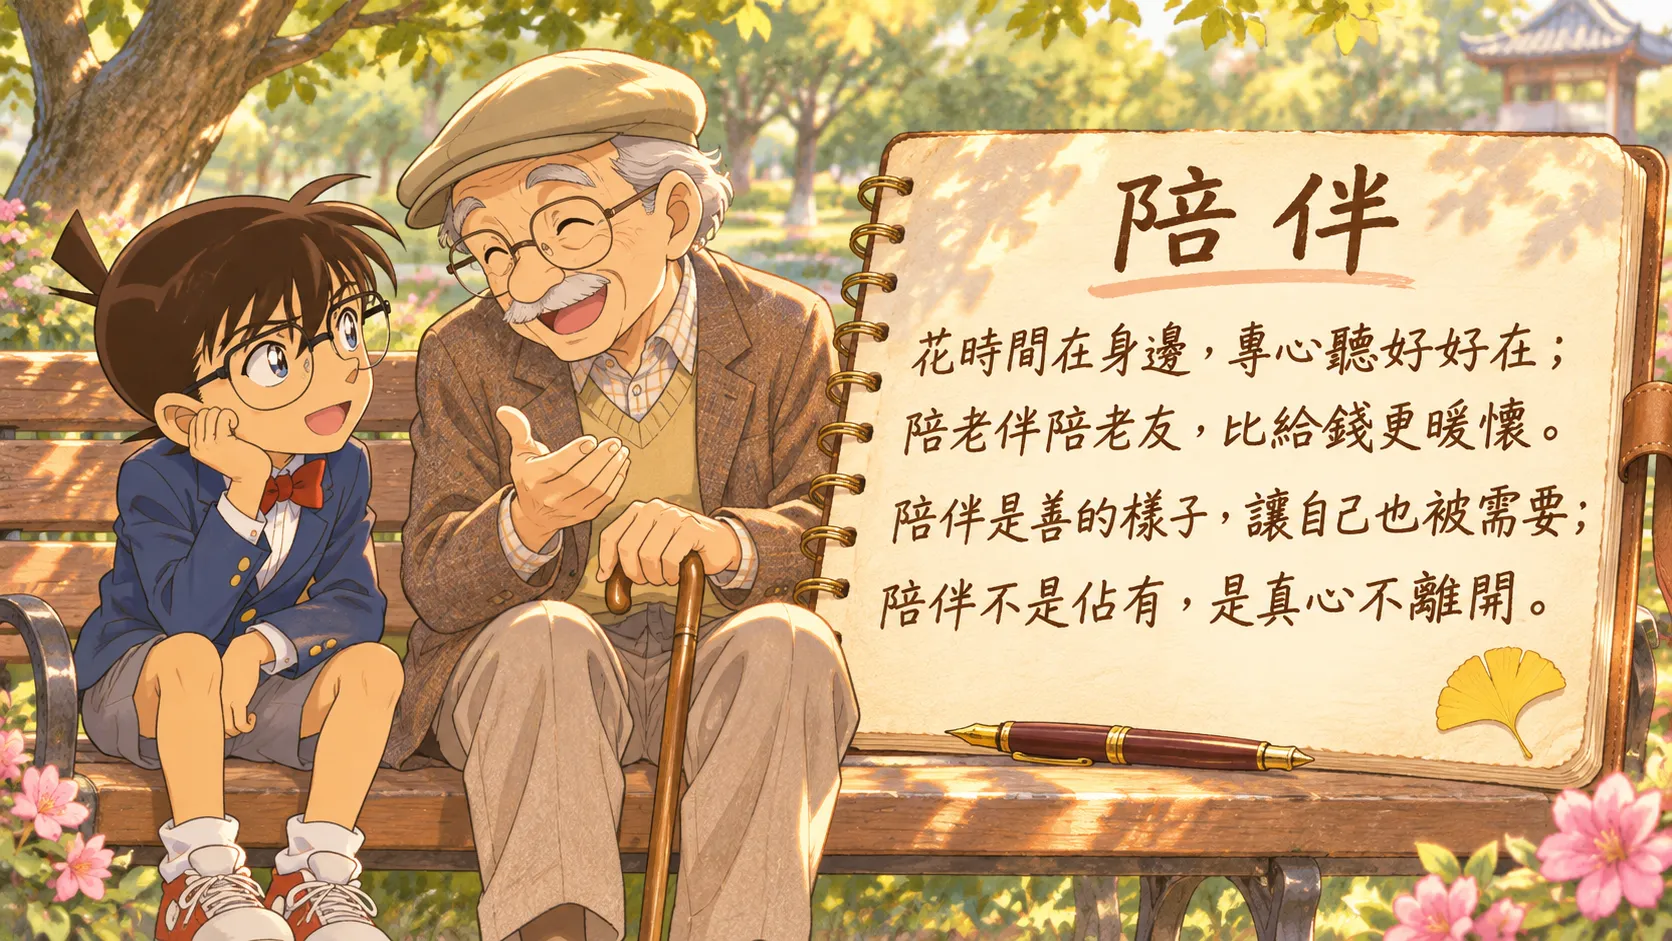 陪伴
花時間在身邊，專心聽好好在；
陪老伴陪老友，比給錢更暖懷。
陪伴是善的樣子，讓自己也被需要；
陪伴不是佔有，是真心不離開。